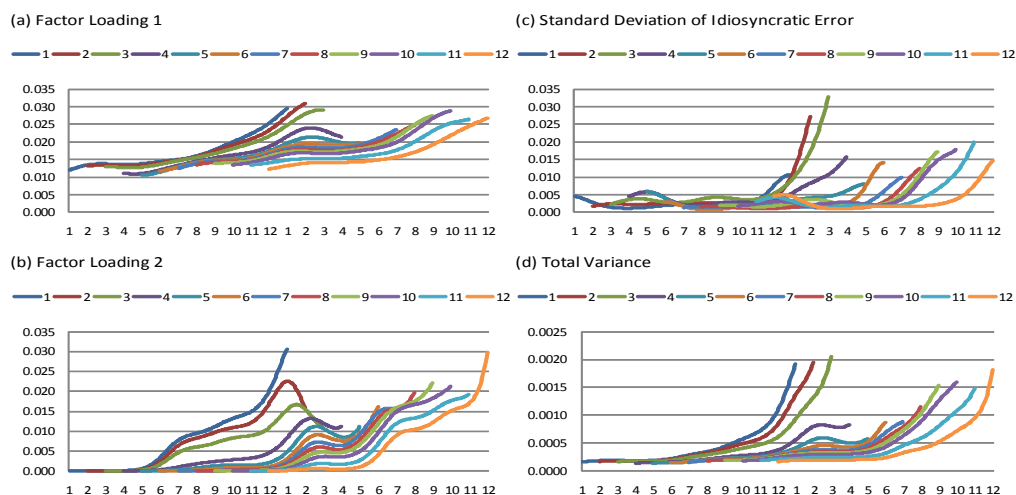 (a) Factor Loading 1
1 2 3 4 5 6 7 8 9 10 11 12
0.035
0.030
0.025
0.020
0.015
0.010
0.005
0.000
1 2 3 4 5 6 7 8 9 10 11 12 1 2 3 4 5 6 7 8 9 10 11 12
(b) Factor Loading 2
1 2 3 4 5 6 7 8 9 10 11 12
0.035
0.030
0.025
0.020
0.015
0.010
0.005
0.000
1 2 3 4 5 6 7 8 9 10 11 12 1 2 3 4 5 6 7 8 9 10 11 12
(c) Standard Deviation of Idiosyncratic Error
1 2 3 4 5 6 7 8 9 10 11 12
0.035
0.030
0.025
0.020
0.015
0.010
0.005
0.000
1 2 3 4 5 6 7 8 9 10 11 12 1 2 3 4 5 6 7 8 9 10 11 12
(d) Total Variance
1 2 3 4 5 6 7 8 9 10 11 12
0.0025
0.0020
0.0015
0.0010
0.0005
0.0000
1 2 3 4 5 6 7 8 9 10 11 12 1 2 3 4 5 6 7 8 9 10 11 12